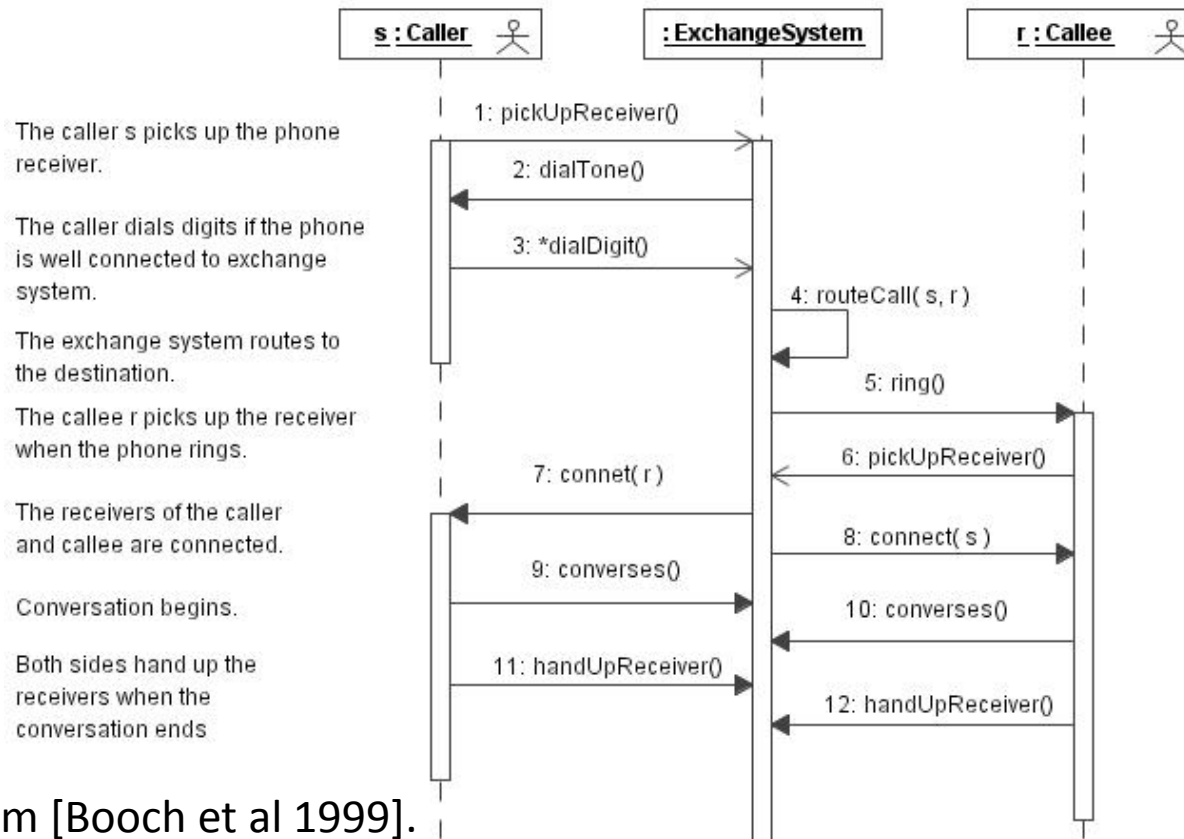 s : Caller
: ExchangeSystem
r : Callee
The caller s picks up the phone
receiver.
1: pickUpReceiver()
2: dialTone()
The caller dials digits if the phone
is well connected to exchange
system.
3: *dialDigit()
4: routeCall( s, r )
The exchange system routes to
the destination.
5: ring()
The callee r picks up the receiver
when the phone rings.
6: pickUpReceiver()
7: connet( r )
The receivers of the caller
and callee are connected.
8: connect( s )
9: converses()
Conversation begins.
10: converses()
Both sides hand up the
receivers when the
conversation ends
11: handUpReceiver()
12: handUpReceiver()
m [Booch et al 1999].